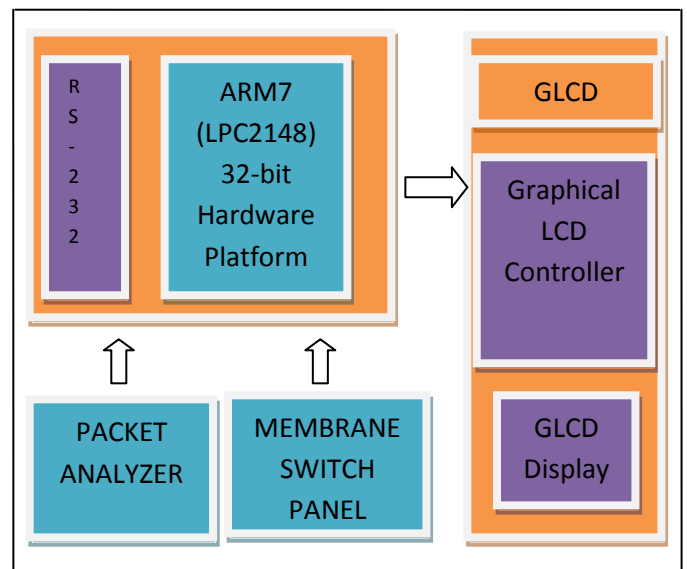 R
S
-
2
3
2
ARM7
(LPC2148)
32-bit
Hardware
Platform
GLCD
Graphical
LCD
Controller
PACKET
ANALYZER
MEMBRANE
SWITCH
PANEL
GLCD
Display